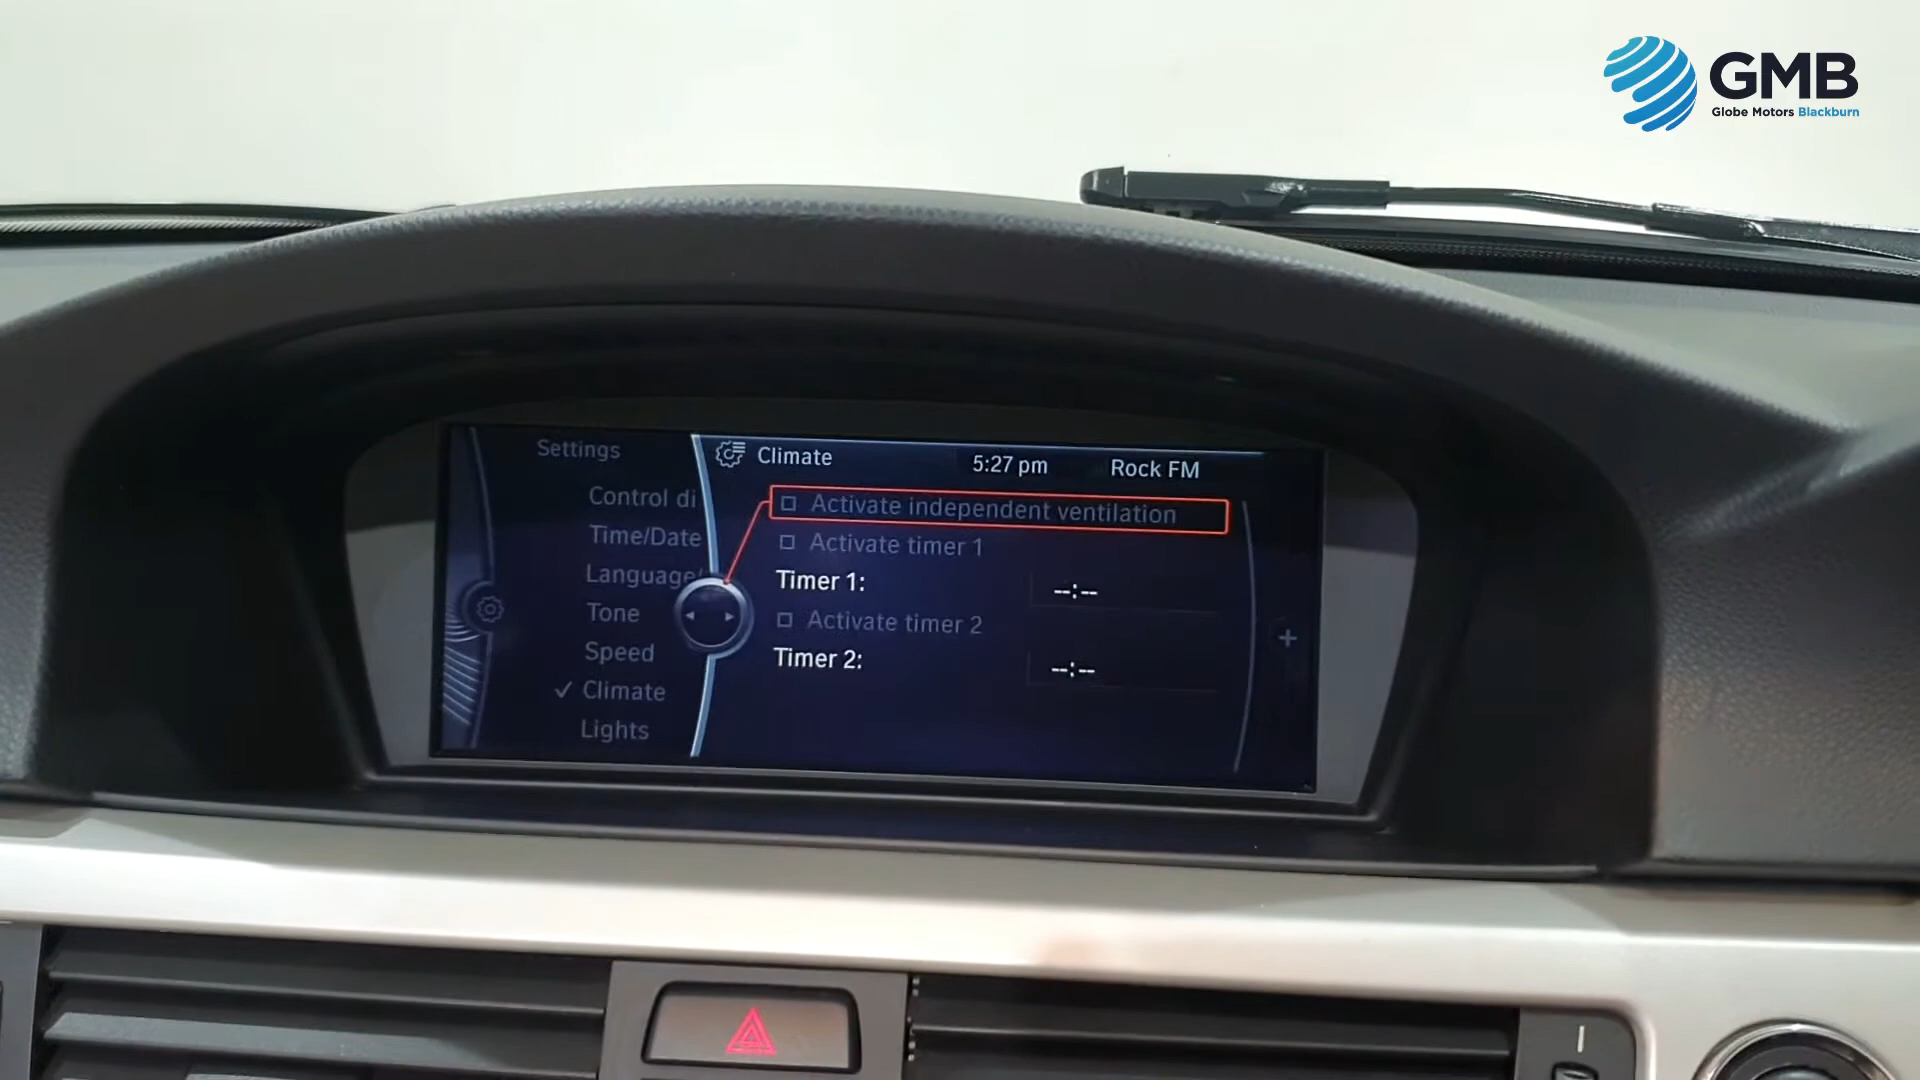 GMB
Globe Motors Blackburn
Settings
Climate
5:27 pm
Rock FM
Control di
Time/Date
Language/
Tone
Speed
Climate
Lights
Activate independent ventilation
Activate timer 1
Timer 1: --:--
Activate timer 2
Timer 2: --:--